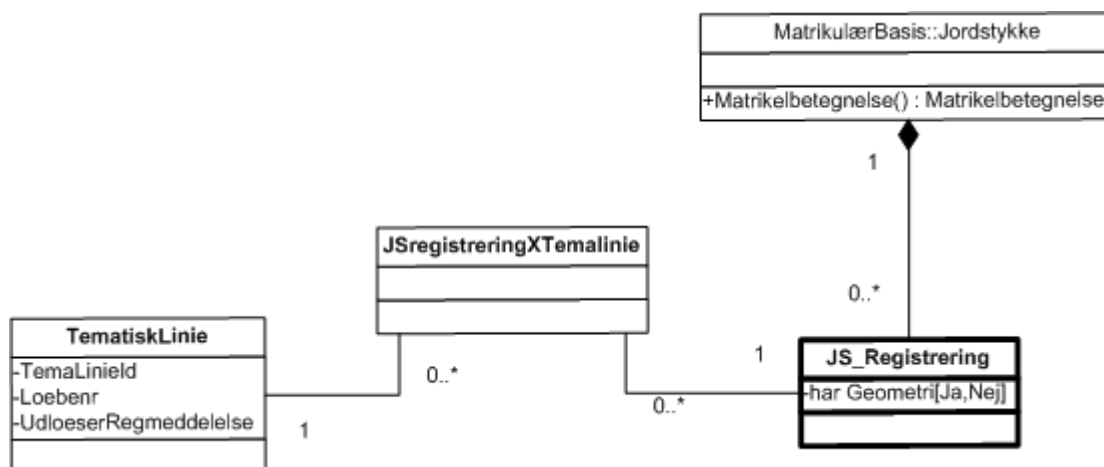 MatrikulærBasis::Jordstykke
+Matrikelbetegnelse() : Matrikelbetegnelse
1
JSregistreringXTemalinie
0..*
TematiskLinie
-TemaLinieId
-Loebenr
-UdloeserRegmeddelelse
0..*
1
1
0..*
JS_Registrering
-har Geometri[Ja,Nej]